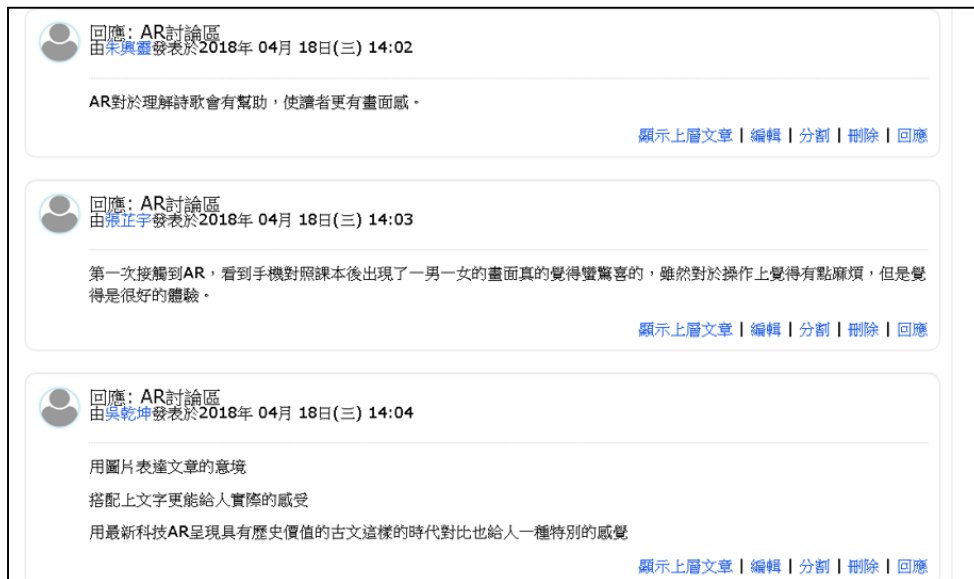 回應: AR討論區
由朱興靈發表於2018年 04月 18日(三) 14:02
AR對於理解詩歌會有幫助，使讀者更有畫面感。
顯示上層文章 | 編輯 | 分割 | 刪除 | 回應
回應: AR討論區
由張芷宇發表於2018年 04月 18日(三) 14:03
第一次接觸到AR，看到手機對照課本後出現了一男一女的畫面真的覺得蠻驚喜的，雖然對於操作上覺得有點麻煩，但是覺
得是很好的體驗。
顯示上層文章 | 編輯 | 分割 | 刪除 | 回應
回應: AR討論區
由吳乾坤發表於2018年 04月 18日(三) 14:04
用圖片表達文章的意境
搭配上文字更能給人實際的感受
用最新科技AR呈現具有歷史價值的古文這樣的時代對比也給人一種特別的感覺
顯示上層文章 | 編輯 | 分割 | 刪除 | 回應